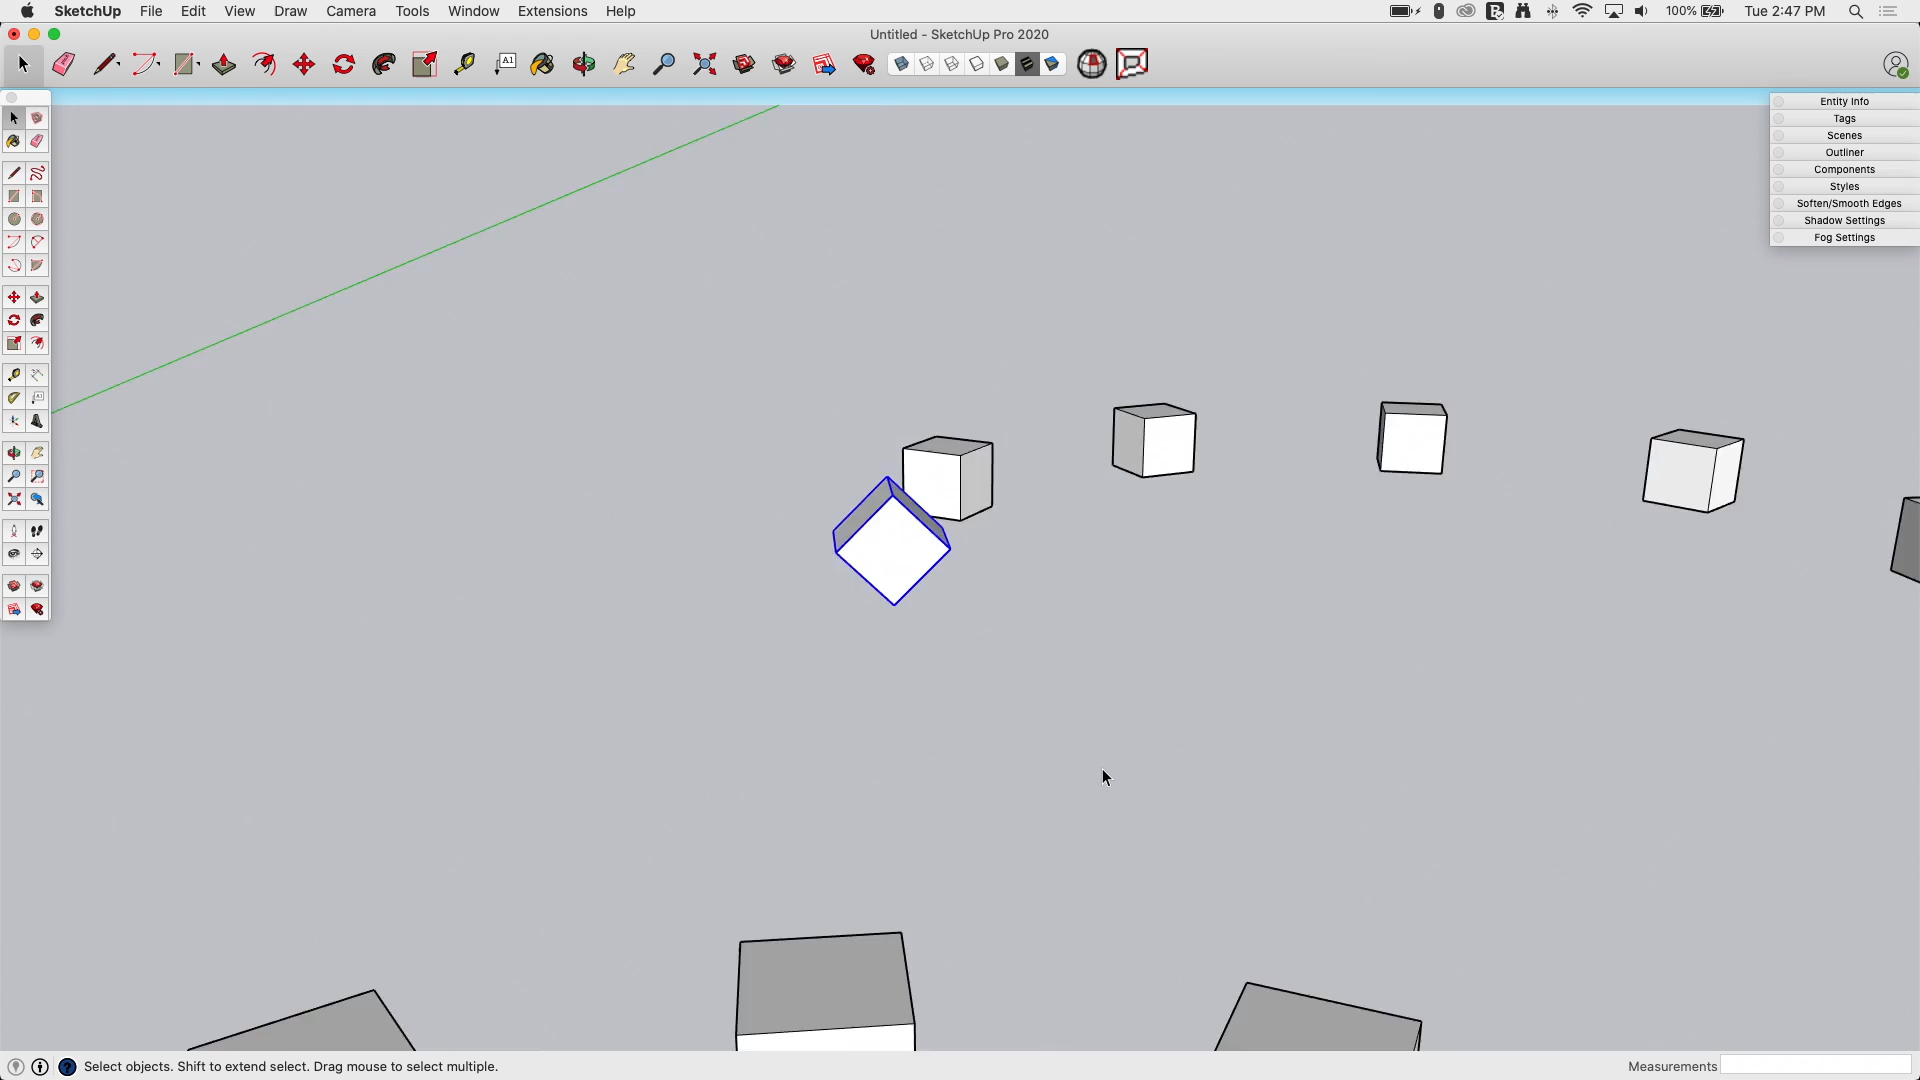 SketchUp File Edit View Draw Camera Tools Window Extensions Help 100% Tue 2:47 PM
Untitled - SketchUp Pro 2020
A1
Entity Info
Tags
Scenes
Outliner
Components
Styles
Soften/Smooth Edges
Shadow Settings
Fog Settings
A1
? Select objects. Shift to extend select. Drag mouse to select multiple. Measurements